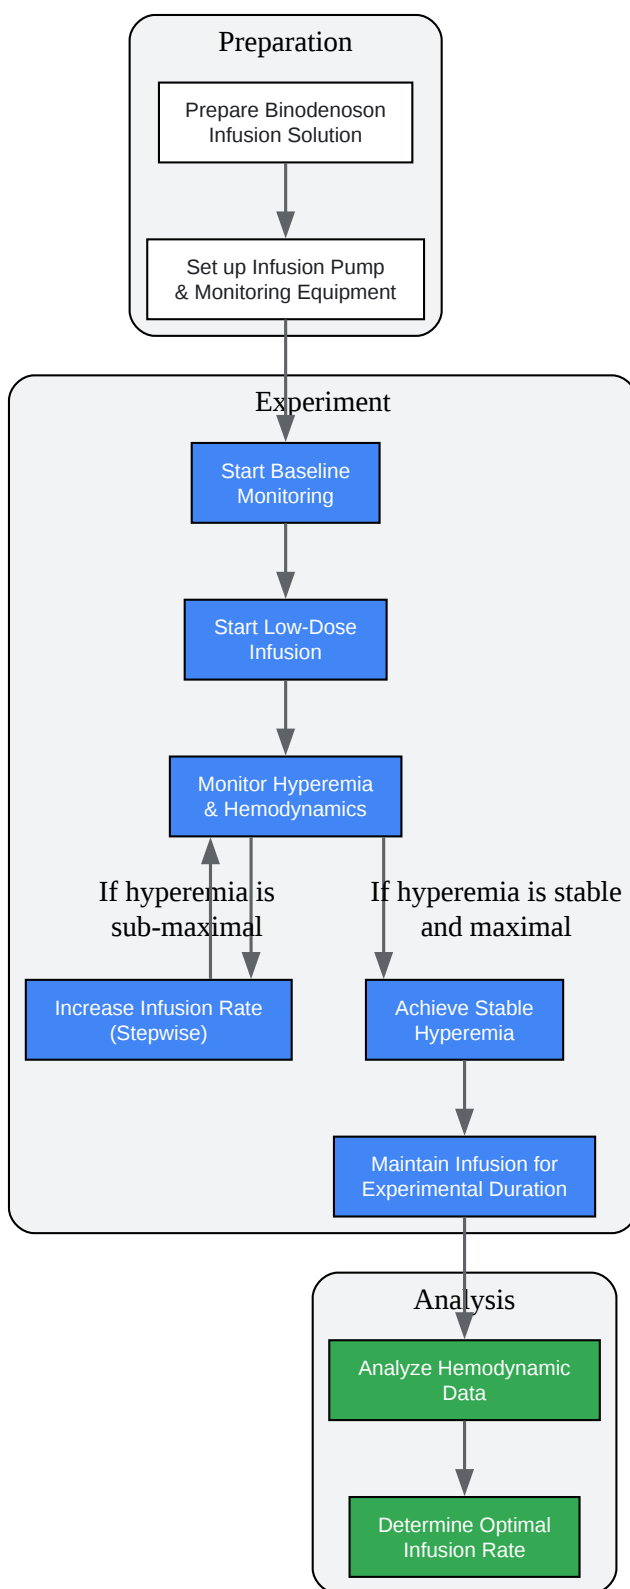 Preparation
Prepare Binodenoson
Infusion Solution
Set up Infusion Pump
& Monitoring Equipment
Experiment
Start Baseline
Monitoring
Start Low-Dose
Infusion
Monitor Hyperemia
& Hemodynamics
If hyperemia is
sub-maximal
If hyperemia is stable
and maximal
Increase Infusion Rate
(Stepwise)
Achieve Stable
Hyperemia
Maintain Infusion for
Experimental Duration
Analysis
Analyze Hemodynamic
Data
Determine Optimal
Infusion Rate